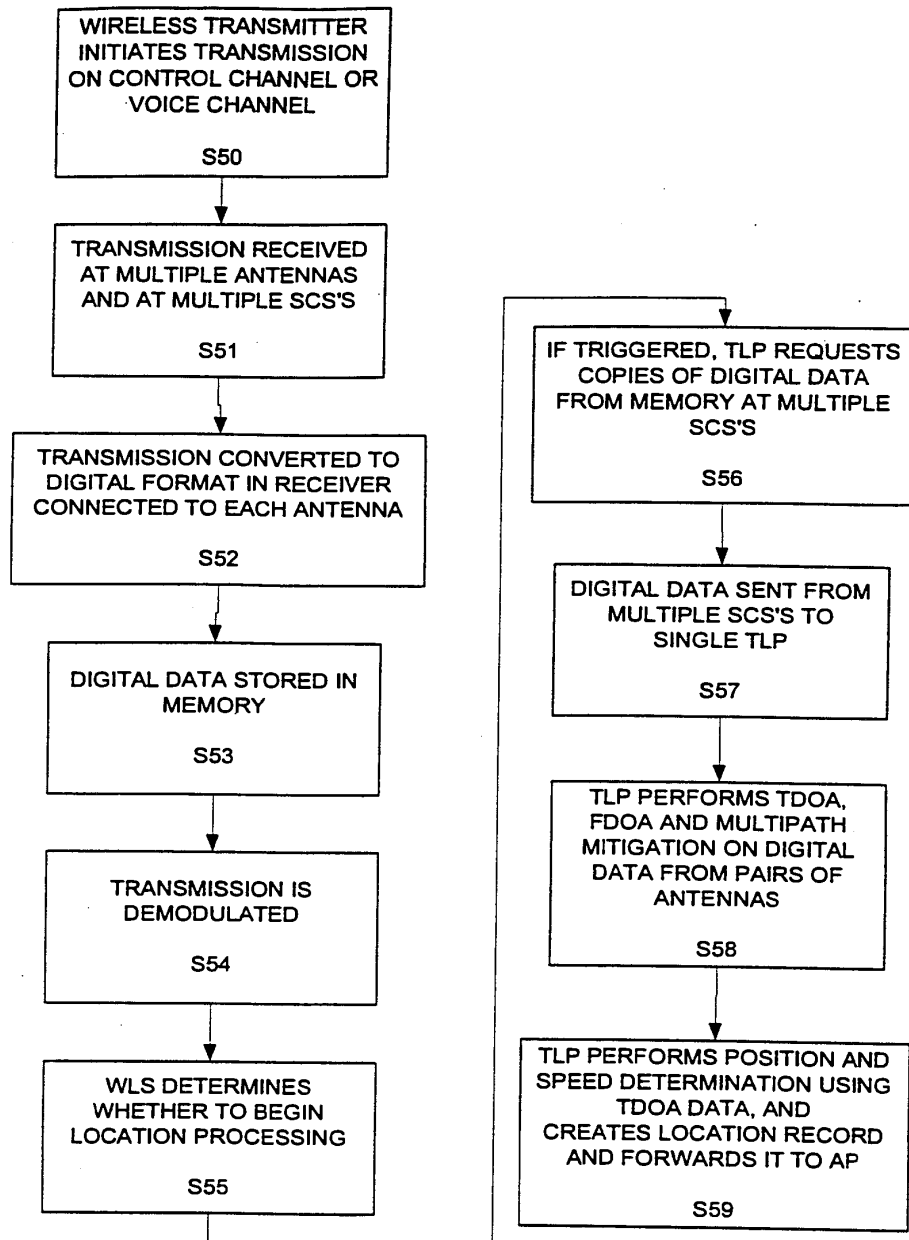 WIRELESS TRANSMITTER
INITIATES TRANSMISSION
ON CONTROL CHANNEL OR
VOICE CHANNEL
S50
TRANSMISSION RECEIVED
AT MULTIPLE ANTENNAS
AND AT MULTIPLE SCS'S
S51
TRANSMISSION CONVERTED TO
DIGITAL FORMAT IN RECEIVER
CONNECTED TO EACH ANTENNA
S52
DIGITAL DATA STORED IN
MEMORY
S53
TRANSMISSION IS
DEMODULATED
S54
WLS DETERMINES
WHETHER TO BEGIN
LOCATION PROCESSING
S55
IF TRIGGERED, TLP REQUESTS
COPIES OF DIGITAL DATA
FROM MEMORY AT MULTIPLE
SCS'S
S56
DIGITAL DATA SENT FROM
MULTIPLE SCS'S TO
SINGLE TLP
S57
TLP PERFORMS TDOA,
FDOA AND MULTIPATH
MITIGATION ON DIGITAL
DATA FROM PAIRS OF
ANTENNAS
S58
TLP PERFORMS POSITION AND
SPEED DETERMINATION USING
TDOA DATA, AND
CREATES LOCATION RECORD
AND FORWARDS IT TO AP
S59